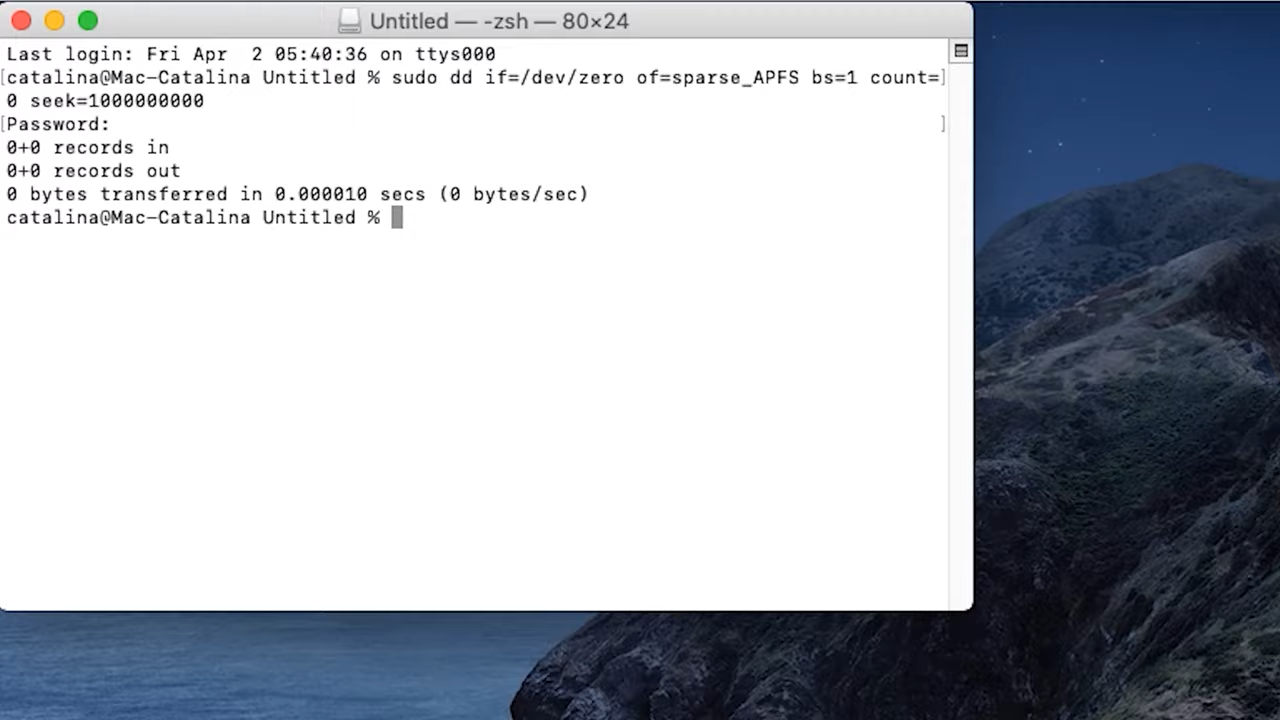 Untitled — -zsh — 80×24
Last login: Fri Apr  2 05:40:36 on ttys000
[catalina@Mac-Catalina Untitled % sudo dd if=/dev/zero of=sparse_APFS bs=1 count=]
0 seek=1000000000
[Password: ]
0+0 records in
0+0 records out
0 bytes transferred in 0.000010 secs (0 bytes/sec)
catalina@Mac-Catalina Untitled %